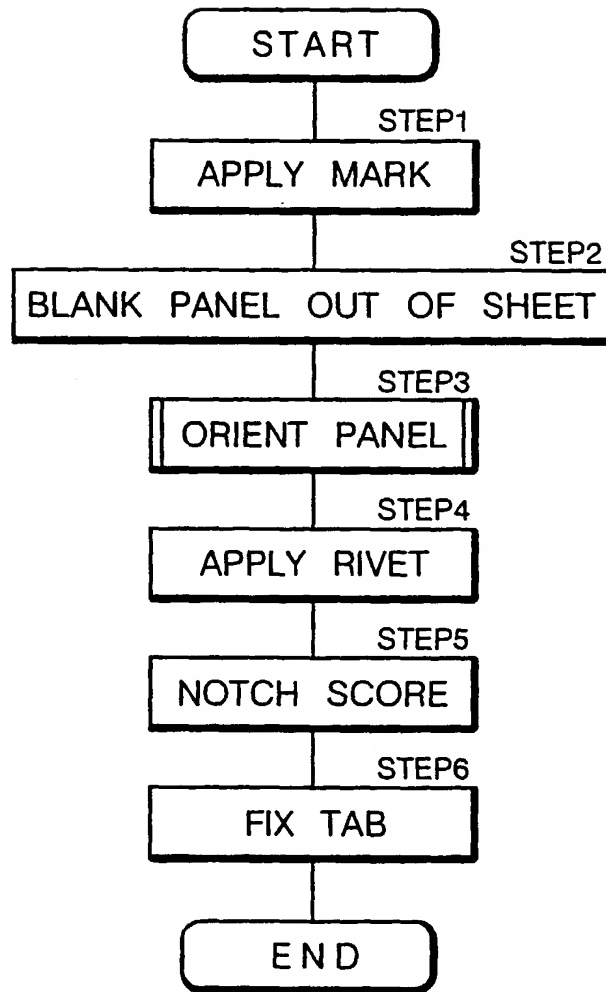 START
STEP1
APPLY MARK
STEP2
BLANK PANEL OUT OF SHEET
STEP3
ORIENT PANEL
STEP4
APPLY RIVET
STEP5
NOTCH SCORE
STEP6
FIX TAB
END